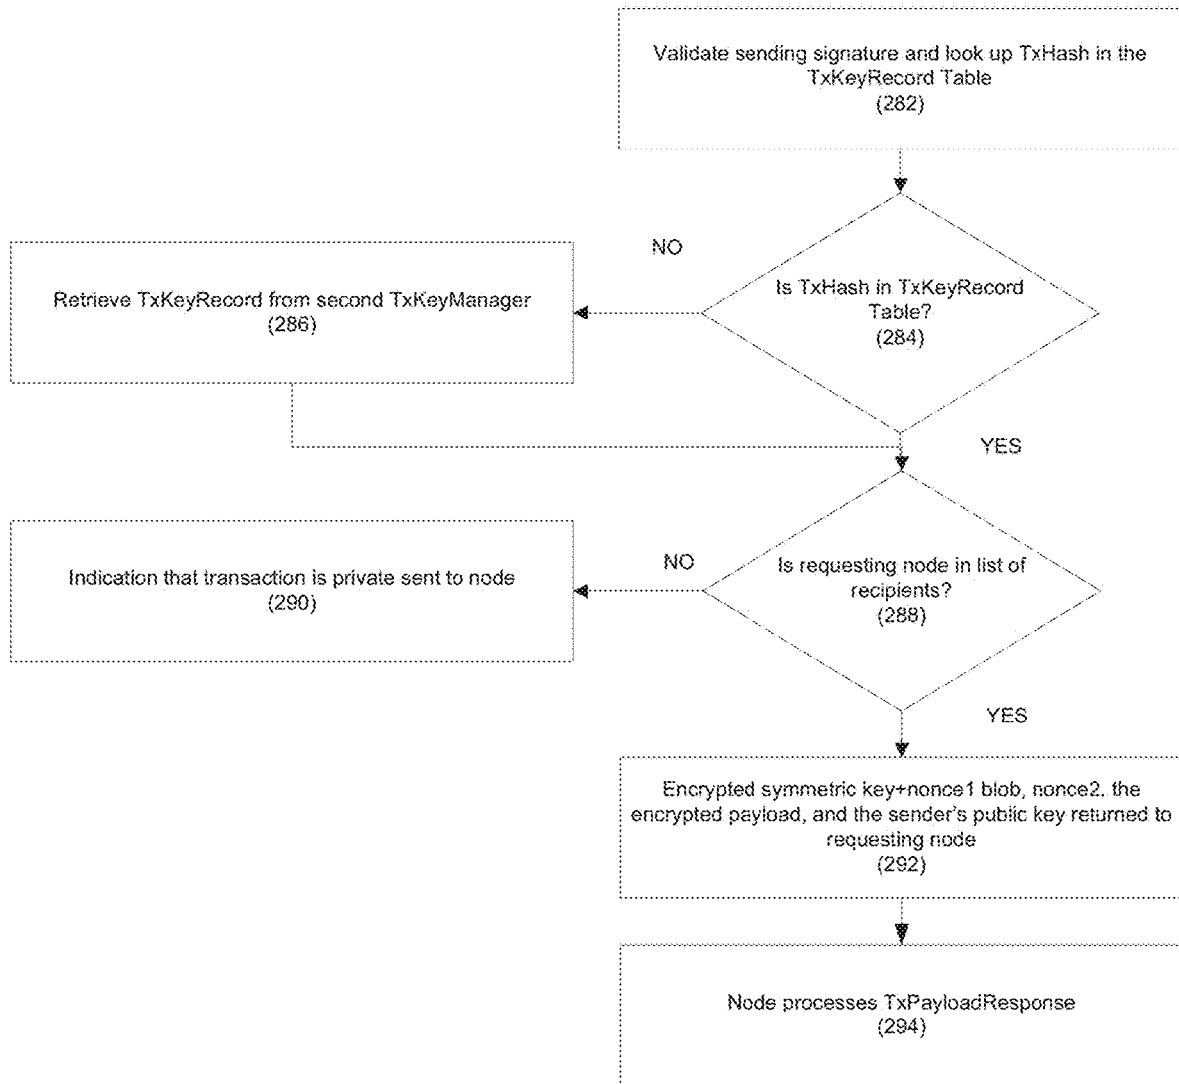 Validate sending signature and look up TxHash in the
TxKeyRecord Table
(282)
NO
Is TxHash in TxKeyRecord
Table?
(284)
Retrieve TxKeyRecord from second TxKeyManager
(286)
YES
NO
Is requesting node in list of
recipients?
(288)
Indication that transaction is private sent to node
(290)
YES
Encrypted symmetric key+nonce1 blob, nonce2, the
encrypted payload, and the sender's public key returned to
requesting node
(292)
Node processes TxPayloadResponse
(294)